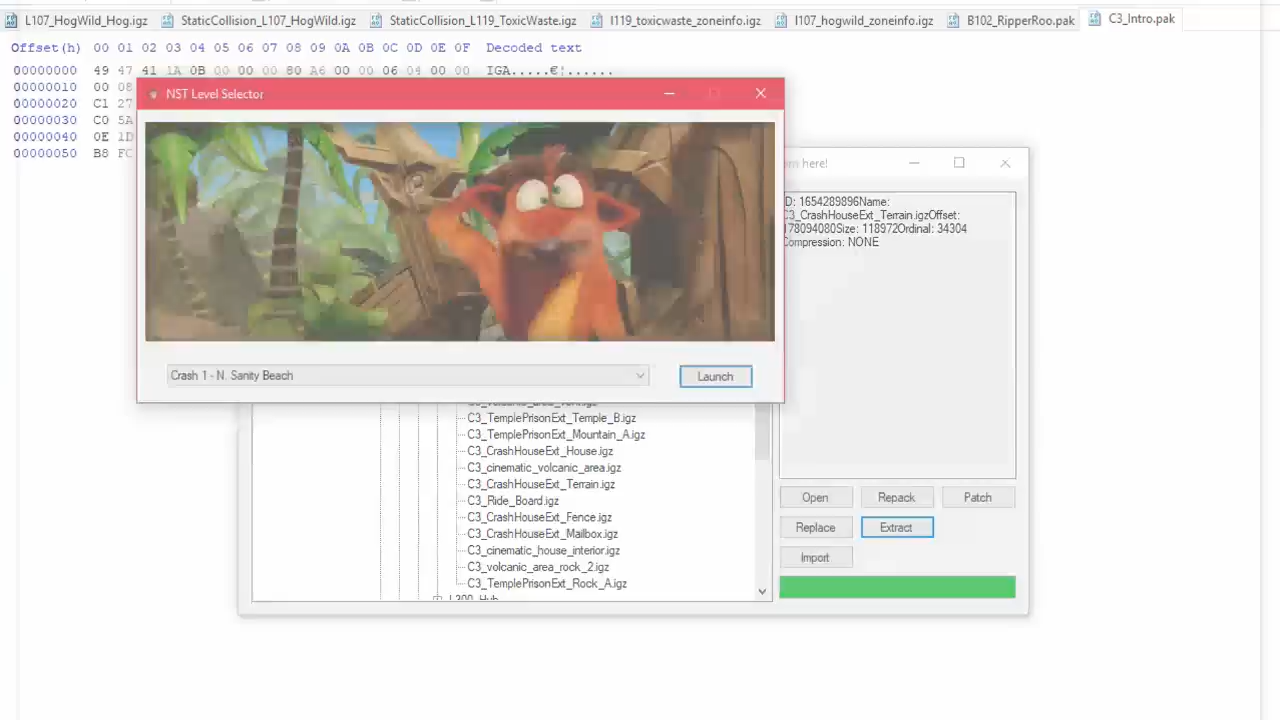 L107_HogWild_Hog.igz StaticCollision_L107_HogWild.igz StaticCollision_L119_ToxicWaste.igz l119_toxicwaste_zoneinfo.igz l107_hogwild_zoneinfo.igz B102_RipperRoo.pak C3_Intro.pak
Offset(h) 00 01 02 03 04 05 06 07 08 09 0A 0B 0C 0D 0E 0F Decoded text
00000000 49 47 41 1A 0B 00 00 00 80 A6 00 00 06 04 00 00 IGA.....€¦......
00000010 00 08
00000020 C1 27
00000030 C0 5A
00000040 0E 1D
00000050 B8 FC
NST Level Selector
here!
ID: 1654289896Name:
C3_CrashHouseExt_Terrain.igzOffset:
178094080Size: 118972Ordinal: 34304
Compression: NONE
Crash 1 - N. Sanity Beach
Launch
C3_TemplePrisonExt_Temple_B.igz
C3_TemplePrisonExt_Mountain_A.igz
C3_CrashHouseExt_House.igz
C3_cinematic_volcanic_area.igz
C3_CrashHouseExt_Terrain.igz
C3_Ride_Board.igz
C3_CrashHouseExt_Fence.igz
C3_CrashHouseExt_Mailbox.igz
C3_cinematic_house_interior.igz
C3_volcanic_area_rock_2.igz
C3_TemplePrisonExt_Rock_A.igz
L300_Hub
Open Repack Patch
Replace Extract
Import